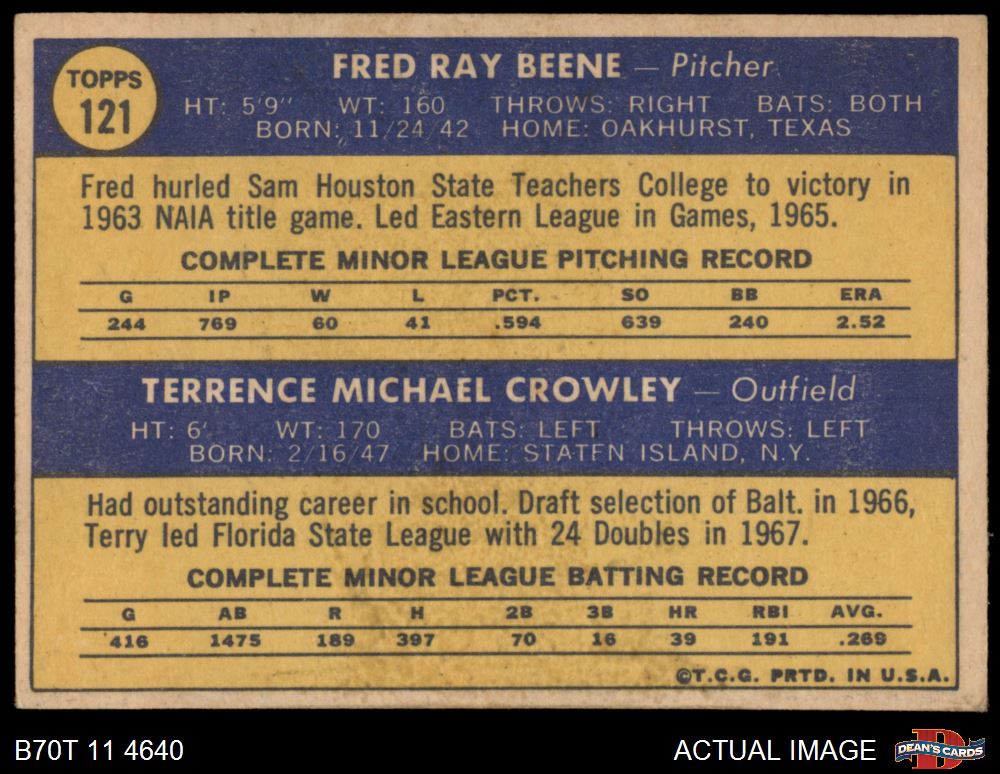 TOPPS
121
FRED RAY BEENE — Pitcher
HT: 5'9" WT: 160 THROWS: RIGHT BATS: BOTH
BORN: 11/24/42 HOME: OAKHURST, TEXAS
Fred hurled Sam Houston State Teachers College to victory in
1963 NAIA title game. Led Eastern League in Games, 1965.
COMPLETE MINOR LEAGUE PITCHING RECORD
G IP W L PCT. SO BB ERA
244 769 60 41 .594 639 240 2.52
TERRENCE MICHAEL CROWLEY — Outfield
HT: 6' WT: 170 BATS: LEFT THROWS: LEFT
BORN: 2/16/47 HOME: STATEN ISLAND, N.Y.
Had outstanding career in school. Draft selection of Balt. in 1966,
Terry led Florida State League with 24 Doubles in 1967.
COMPLETE MINOR LEAGUE BATTING RECORD
G AB R H 2B 3B HR RBI AVG.
416 1475 189 397 70 16 39 191 .269
©T.C.G. PRTD. IN U.S.A.
B70T 11 4640 ACTUAL IMAGE DEAN'S CARDS